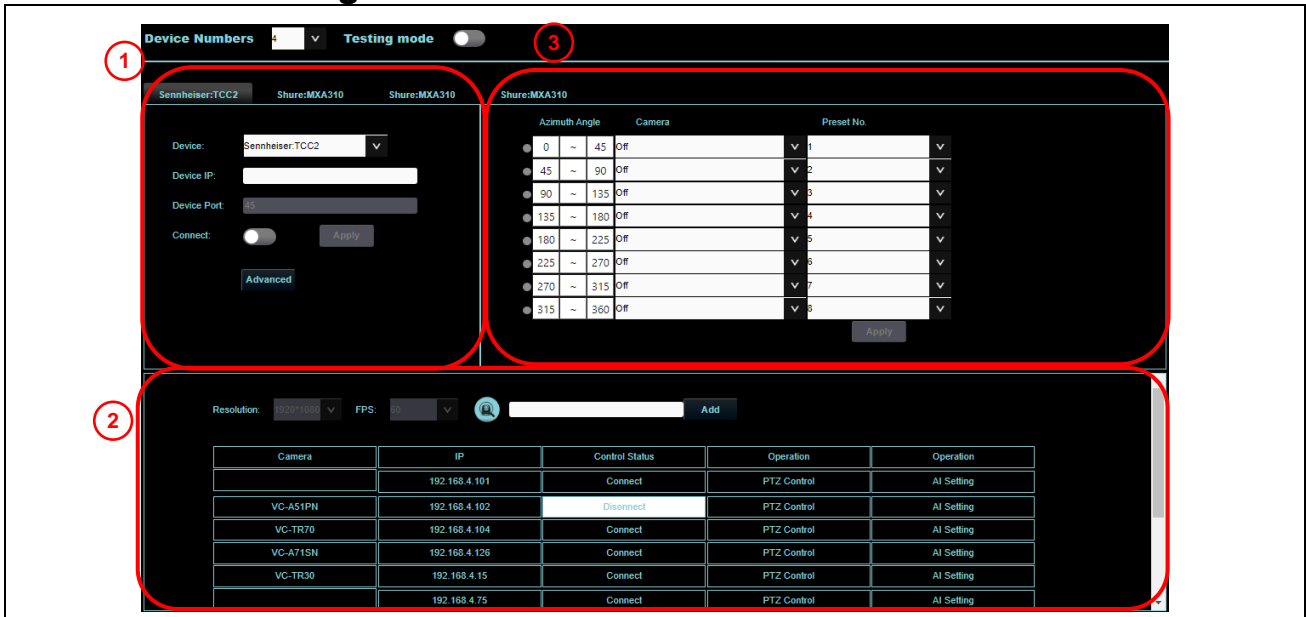 Device Numbers 4 Testing mode 3
1
Sennheiser:TCC2 Shure:MXA310 Shure:MXA310 Shure:MXA310
Azimuth Angle Camera Preset No.
Device: Sennheiser:TCC2
0 ~ 45 Off 1
Device IP:
45 ~ 90 Off 2
90 ~ 135 Off 3
Device Port: 45
135 ~ 180 Off 4
Connect: Apply
180 ~ 225 Off 5
225 ~ 270 Off 6
Advanced
270 ~ 315 Off 7
315 ~ 360 Off 8
Apply
2
Resolution: 1920*1080 FPS: 60 Add
Camera IP Control Status Operation Operation
192.168.4.101 Connect PTZ Control AI Setting
VC-A51PN 192.168.4.102 Disonnect PTZ Control AI Setting
VC-TR70 192.168.4.104 Connect PTZ Control AI Setting
VC-A71SN 192.168.4.126 Connect PTZ Control AI Setting
VC-TR30 192.168.4.15 Connect PTZ Control AI Setting
192.168.4.75 Connect PTZ Control AI Setting